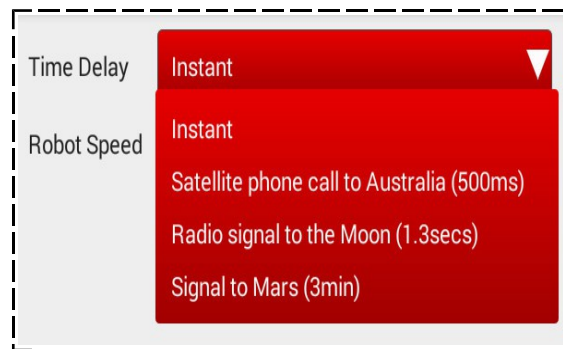 Time Delay Instant
Instant
Robot Speed
Satellite phone call to Australia (500ms)
Radio signal to the Moon (1.3secs)
Signal to Mars (3min)